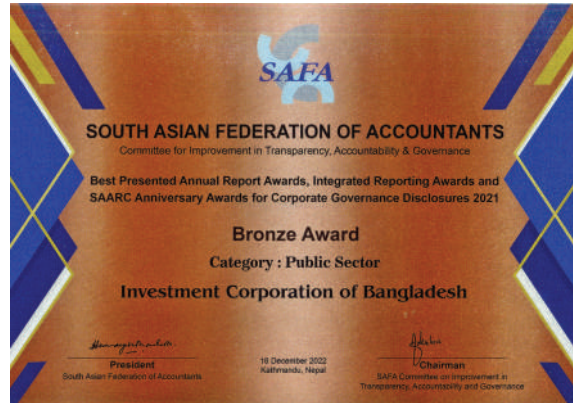 SAFA
SOUTH ASIAN FEDERATION OF ACCOUNTANTS
Committee for Improvement in Transparency, Accountability & Governance
Best Presented Annual Report Awards, Integrated Reporting Awards and
SAARC Anniversary Awards for Corporate Governance Disclosures 2021
Bronze Award
Category : Public Sector
Investment Corporation of Bangladesh
President
South Asian Federation of Accountants
Kathmandu, Nepal
Chairman
SAFA Committee on Improvement in
Transparency, Accountability and Governance